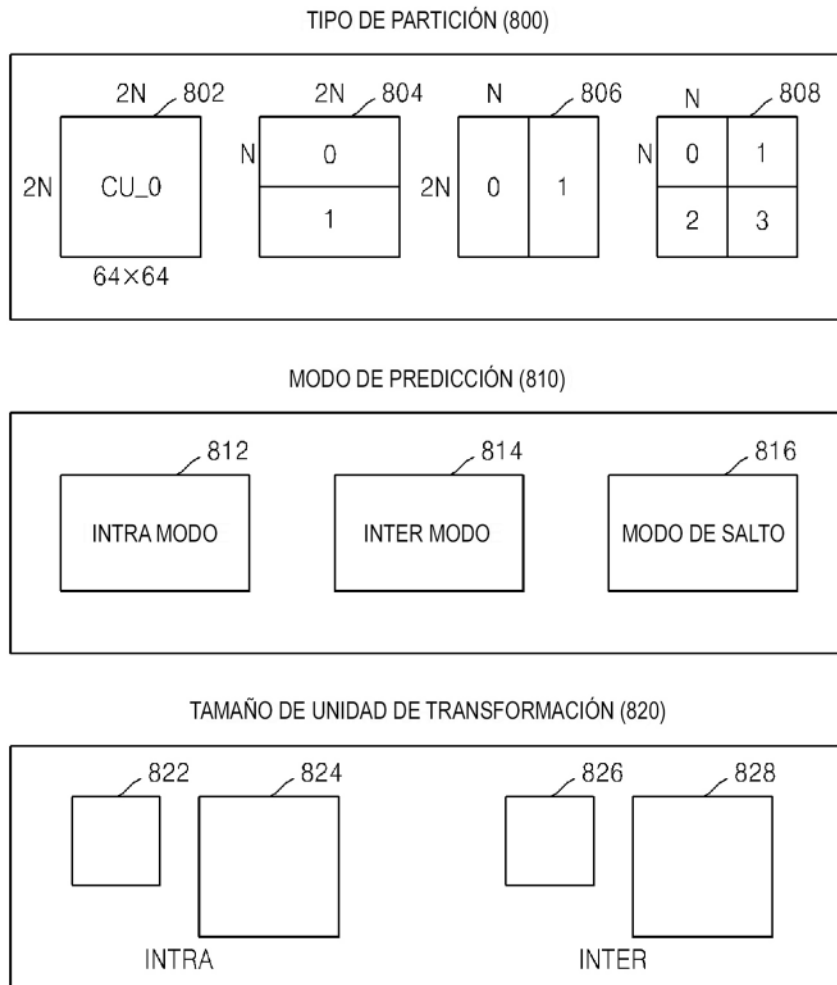 TIPO DE PARTICIÓN (800)
2N 802 2N 804 N 806 N 808
2N CU_0 N 0 2N 0 1 N 0 1
1 2 3
64×64
MODO DE PREDICCIÓN (810)
812 814 816
INTRA MODO INTER MODO MODO DE SALTO
TAMAÑO DE UNIDAD DE TRANSFORMACIÓN (820)
822 824 826 828
INTRA INTER